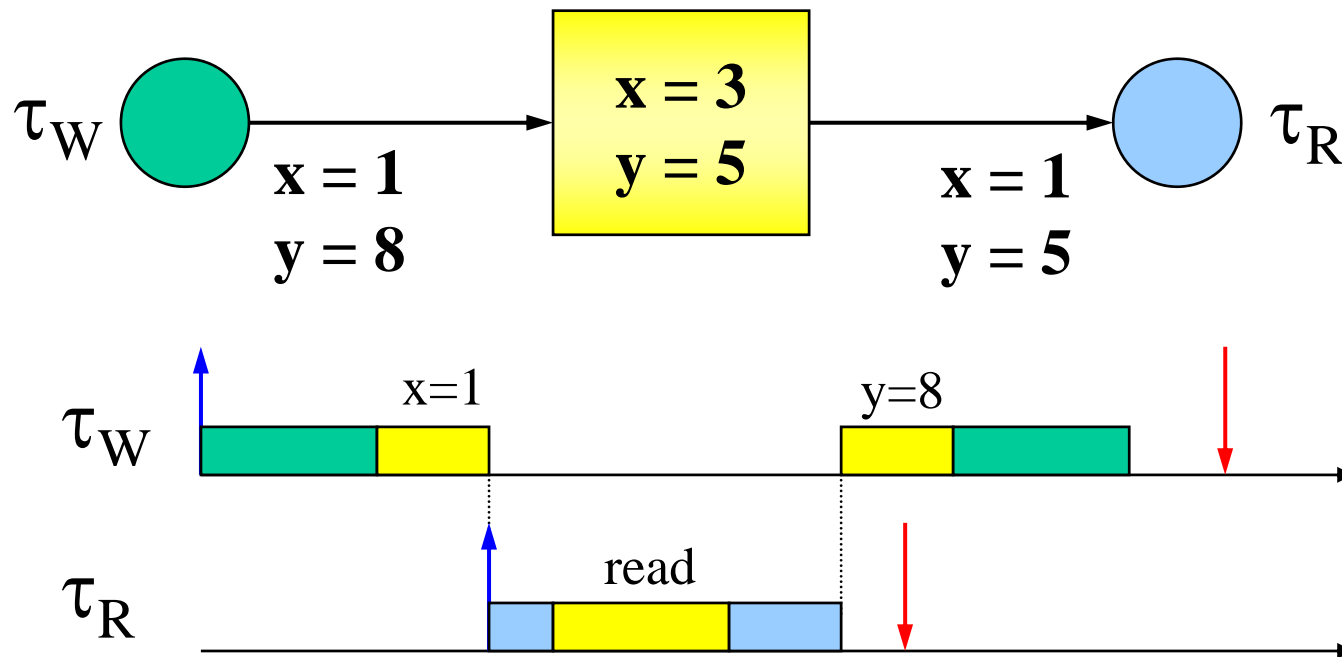 τW
x = 1
y = 8
x = 3
y = 5
x = 1
y = 5
τR
τW
x=1
y=8
τR
read